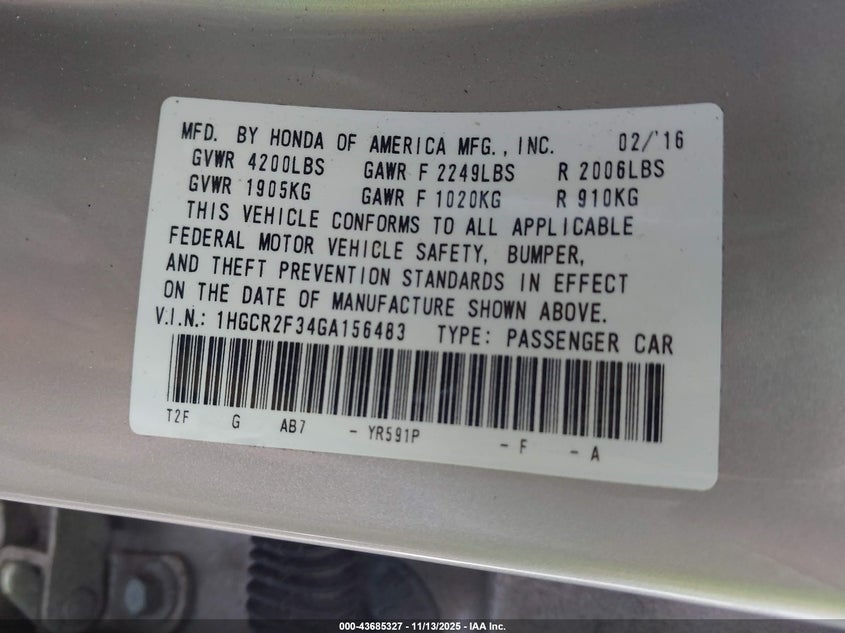 MFD. BY HONDA OF AMERICA MFG., INC. 02/'16
GVWR 4200LBS GAWR F 2249LBS R 2006LBS
GVWR 1905KG GAWR F 1020KG R 910KG
THIS VEHICLE CONFORMS TO ALL APPLICABLE
FEDERAL MOTOR VEHICLE SAFETY, BUMPER,
AND THEFT PREVENTION STANDARDS IN EFFECT
ON THE DATE OF MANUFACTURE SHOWN ABOVE.
V.I.N.: 1HGCR2F34GA156483 TYPE: PASSENGER CAR
T2F G AB7 - YR591P - F - A
000-43685327 - 11/13/2025 - IAA Inc.